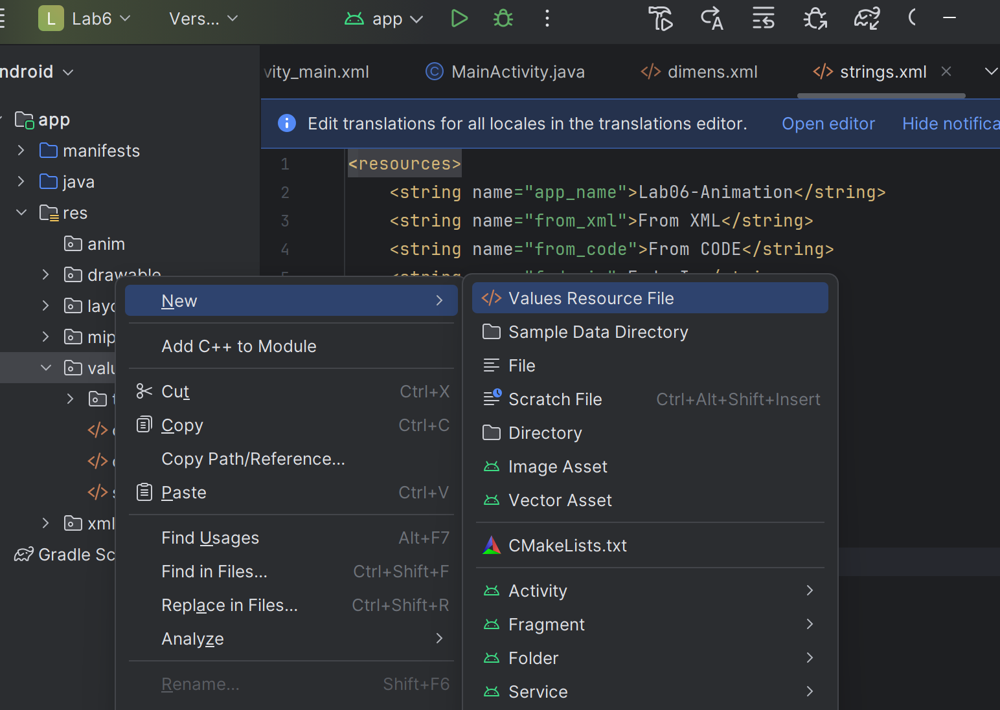 L Lab6 Vers... app
ndroid
vity_main.xml MainActivity.java dimens.xml strings.xml
Edit translations for all locales in the translations editor. Open editor Hide notifica
app
manifests
java
res
anim
drawable
layo
mip
valu
xml
Gradle Sc
1 <resources>
2 <string name="app_name">Lab06-Animation</string>
3 <string name="from_xml">From XML</string>
4 <string name="from_code">From CODE</string>
New
Add C++ to Module
Cut Ctrl+X
Copy Ctrl+C
Copy Path/Reference...
Paste Ctrl+V
Find Usages Alt+F7
Find in Files... Ctrl+Shift+F
Replace in Files... Ctrl+Shift+R
Analyze
Rename... Shift+F6
Values Resource File
Sample Data Directory
File
Scratch File Ctrl+Alt+Shift+Insert
Directory
Image Asset
Vector Asset
CMakeLists.txt
Activity
Fragment
Folder
Service